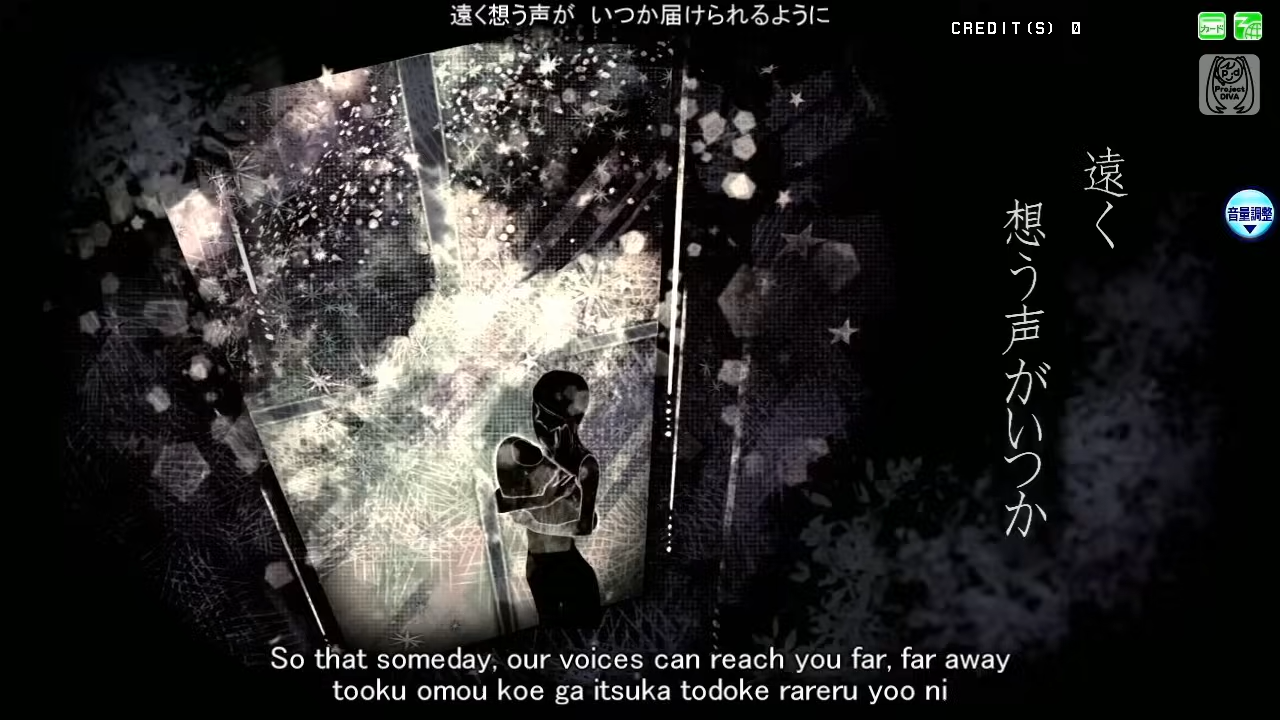 遠く想う声が いつか届けられるように
CREDIT(S) 0
カード
Project
DIVA
音量調整
遠く
想う声がいつか
So that someday, our voices can reach you far, far away
tooku omou koe ga itsuka todoke rareru yoo ni